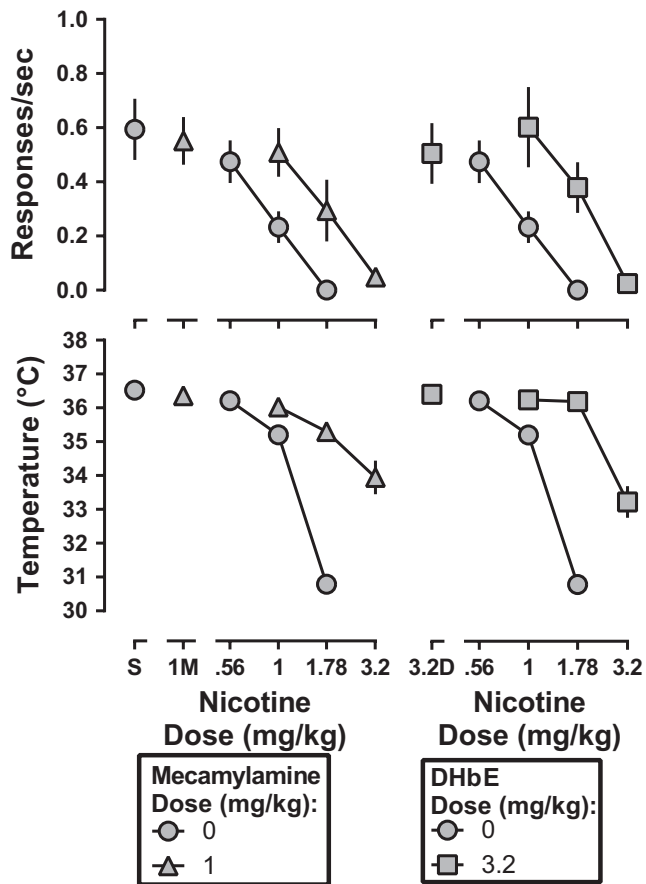 Responses/sec
1.0
0.8
0.6
0.4
0.2
0.0
Temperature (°C)
38
37
36
35
34
33
32
31
30
S 1M .56 1 1.78 3.2 3.2D .56 1 1.78 3.2
Nicotine
Dose (mg/kg)
Nicotine
Dose (mg/kg)
Mecamylamine
Dose (mg/kg):
0
1
DHbE
Dose (mg/kg):
0
3.2